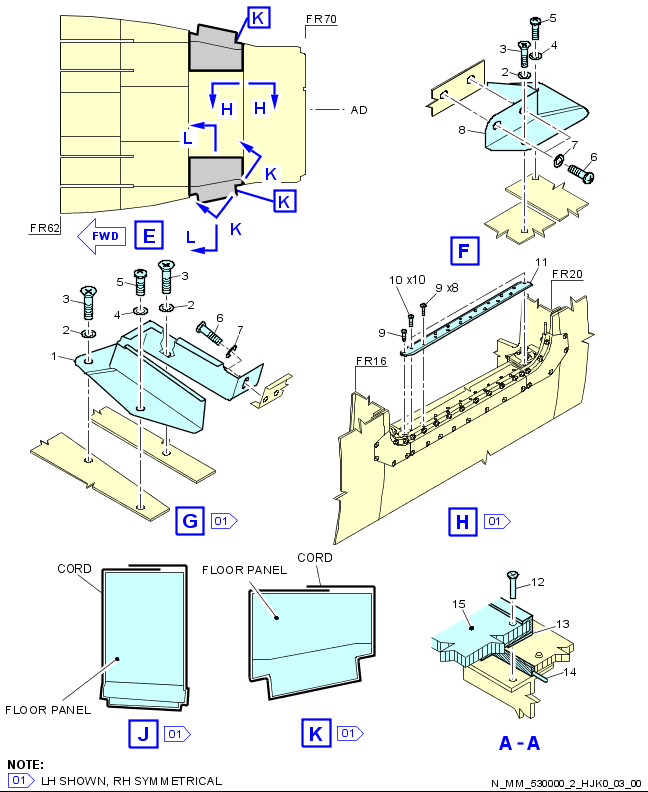 K
FR70
H H
AD
L
K
K
K
L
FR62
FWD
E
5
3
4
2
8
7
6
F
3
5
3
2
4
2
6
7
1
G
01
10 x10
9 x8
11
FR20
9
FR16
H
01
CORD
FLOOR PANEL
J
01
CORD
FLOOR PANEL
K
01
12
15
13
14
A-A
NOTE:
01 LH SHOWN, RH SYMMETRICAL
N_MM_530000_2_HJK0_03_00